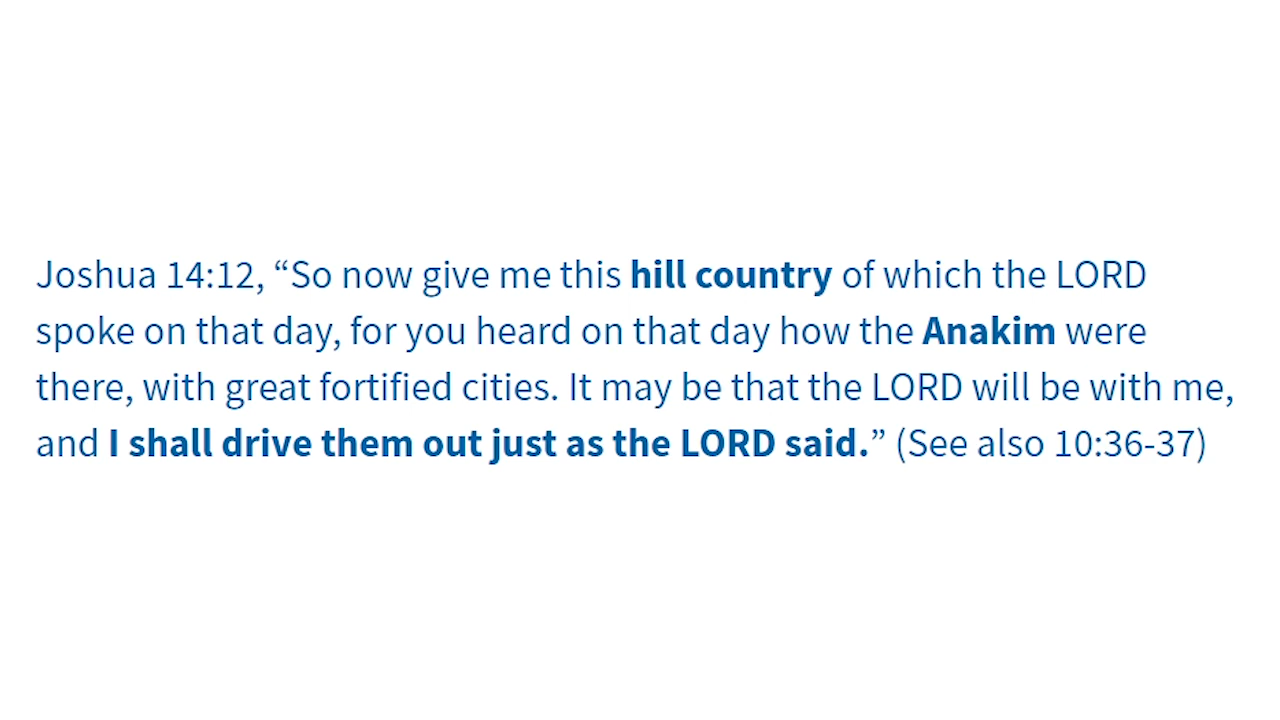 Joshua 14:12, “So now give me this hill country of which the LORD
spoke on that day, for you heard on that day how the Anakim were
there, with great fortified cities. It may be that the LORD will be with me,
and I shall drive them out just as the LORD said.” (See also 10:36-37)